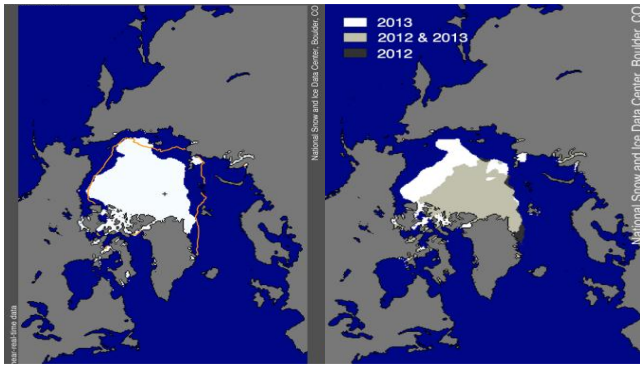 near-real-time data
National Snow and Ice Data Center, Boulder, CO
2013
2012 & 2013
2012
National Snow and Ice Data Center, Boulder, CO